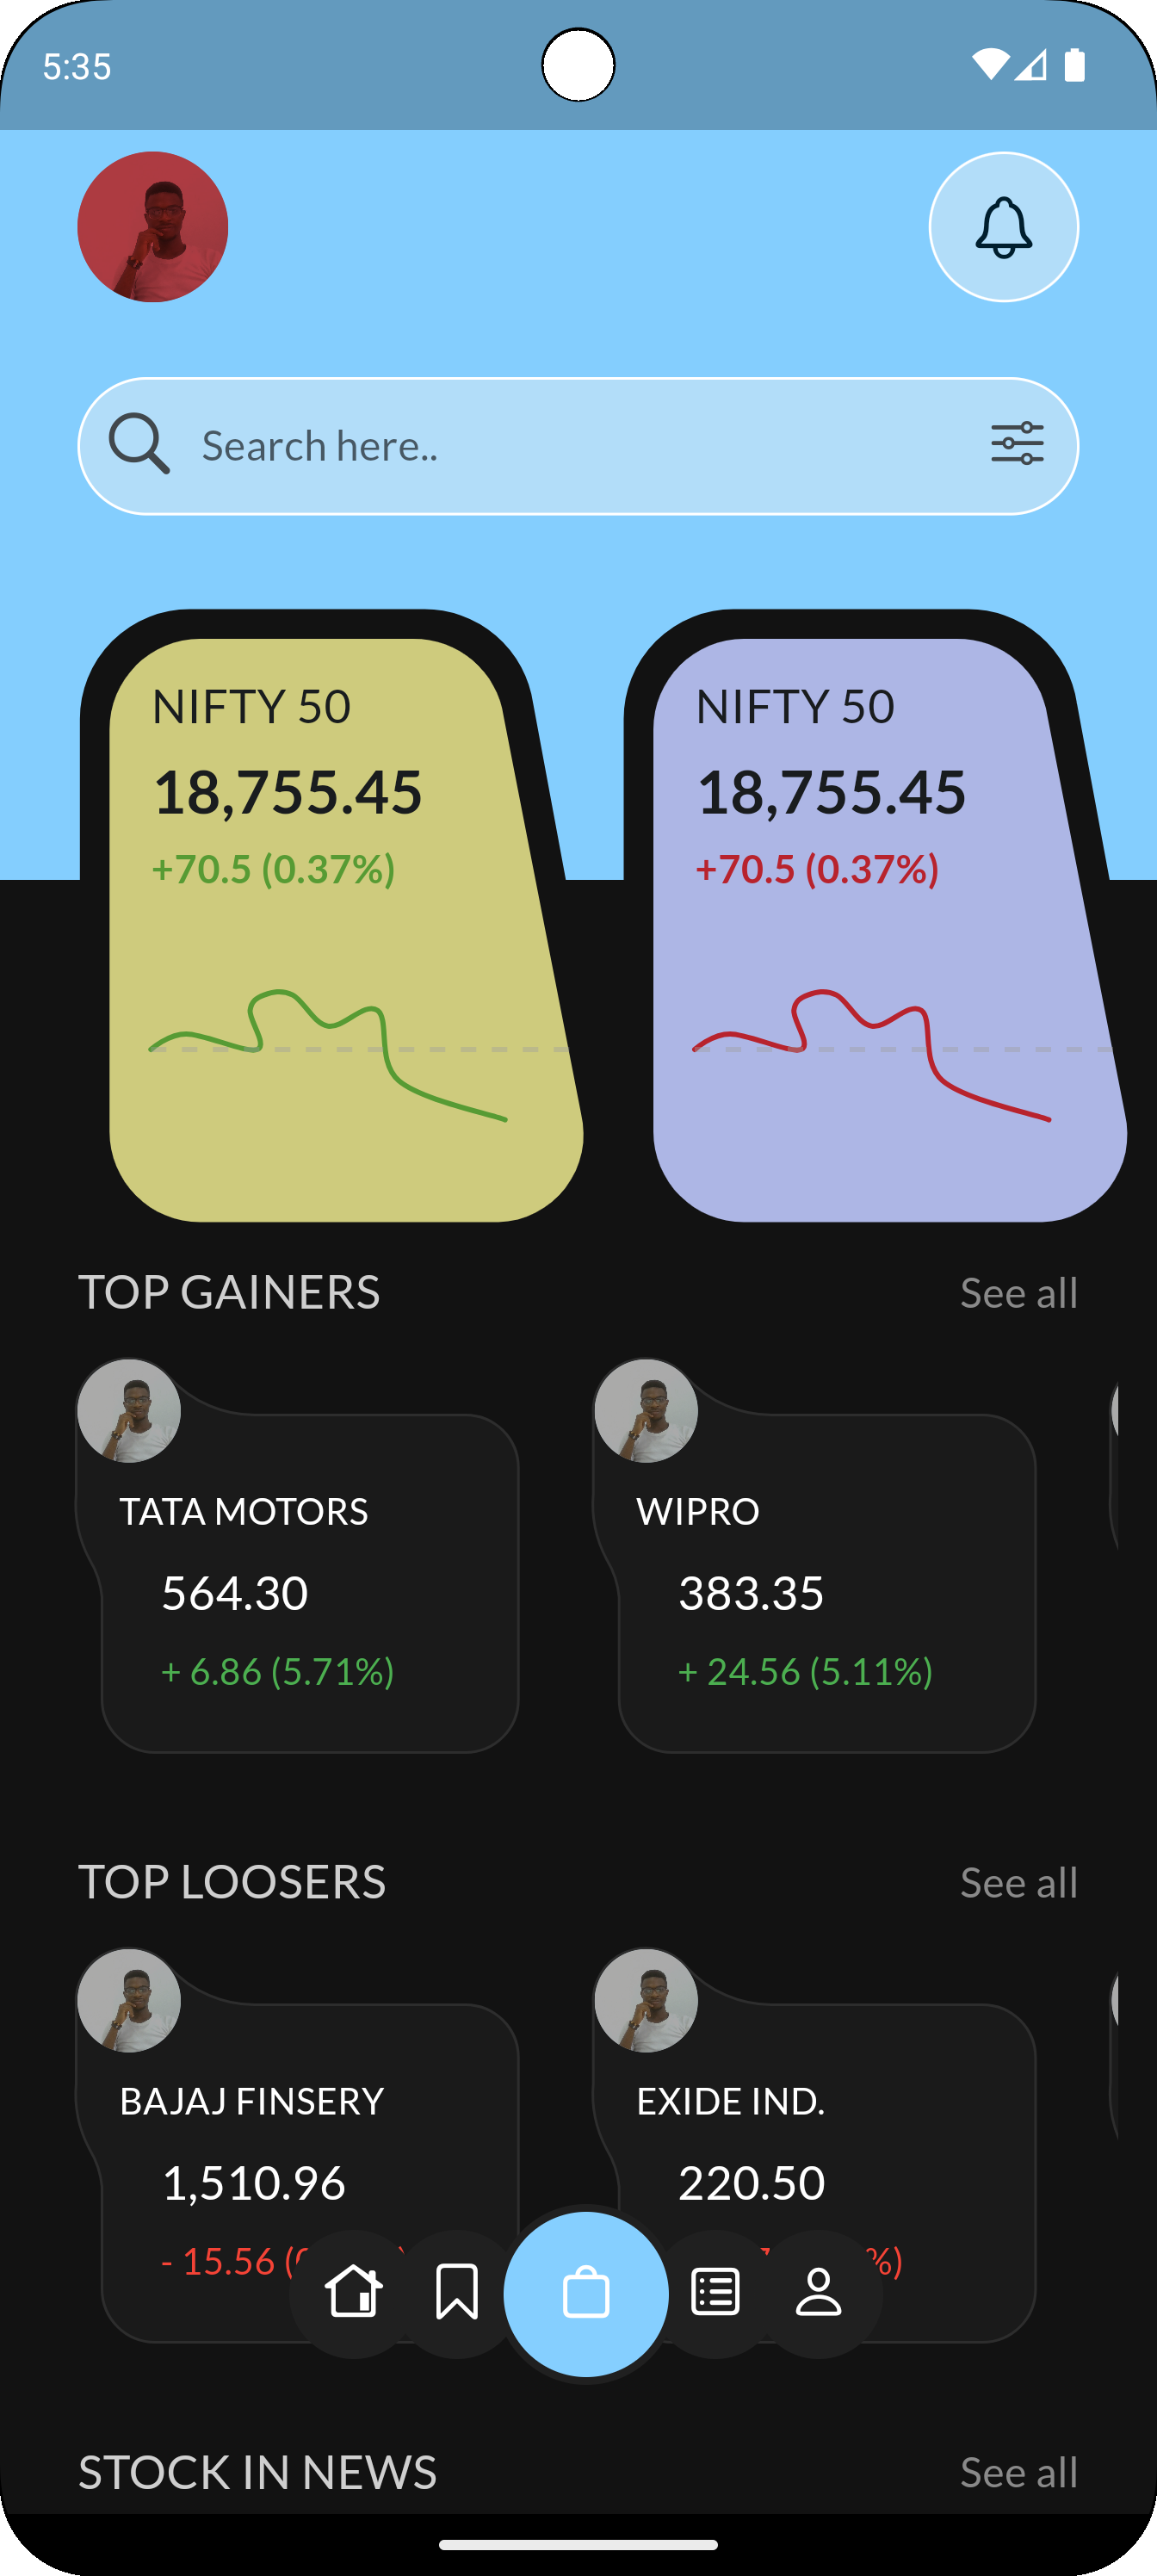 5:35
Search here..
NIFTY 50
18,755.45
+70.5 (0.37%)
NIFTY 50
18,755.45
+70.5 (0.37%)
TOP GAINERS
See all
TATA MOTORS
564.30
+ 6.86 (5.71%)
WIPRO
383.35
+ 24.56 (5.11%)
TOP LOOSERS
See all
BAJAJ FINSERY
1,510.96
- 15.56
EXIDE IND.
220.50
%)
STOCK IN NEWS
See all